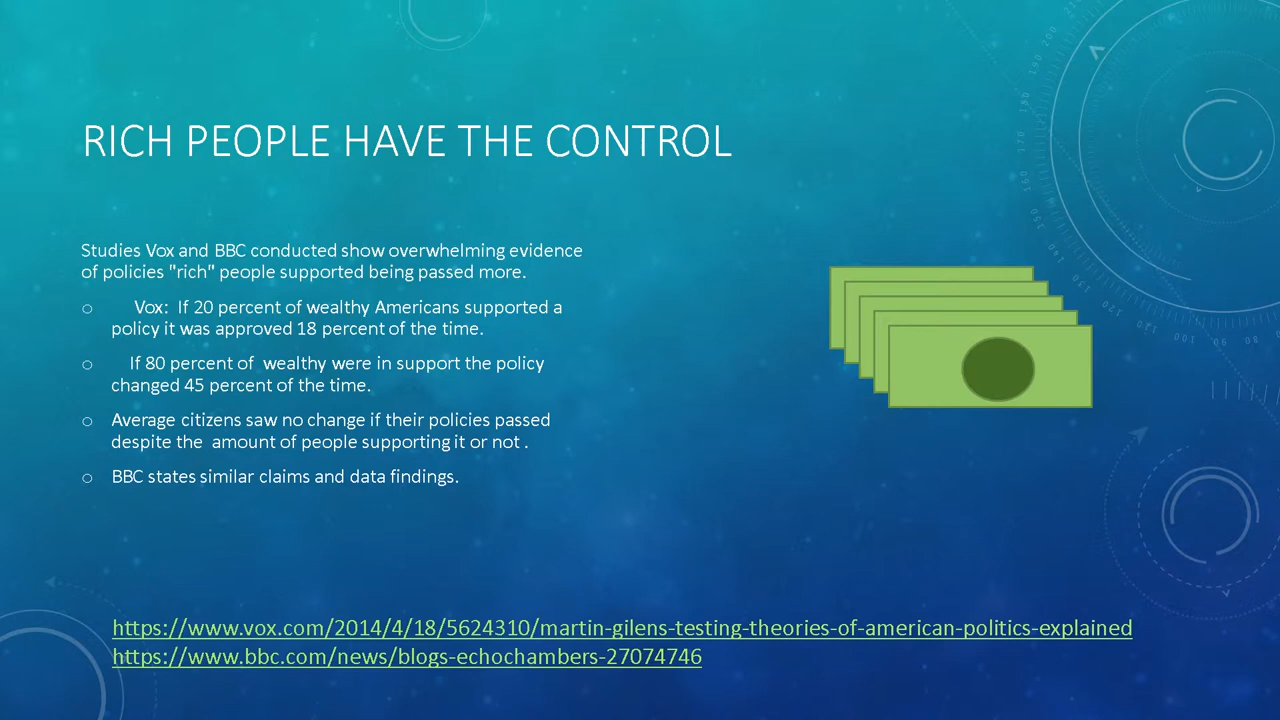 RICH PEOPLE HAVE THE CONTROL
Studies Vox and BBC conducted show overwhelming evidence
of policies "rich" people supported being passed more.
o Vox: If 20 percent of wealthy Americans supported a
policy it was approved 18 percent of the time.
o If 80 percent of wealthy were in support the policy
changed 45 percent of the time.
o Average citizens saw no change if their policies passed
despite the amount of people supporting it or not .
o BBC states similar claims and data findings.
https://www.vox.com/2014/4/18/5624310/martin-gilens-testing-theories-of-american-politics-explained
https://www.bbc.com/news/blogs-echochambers-27074746